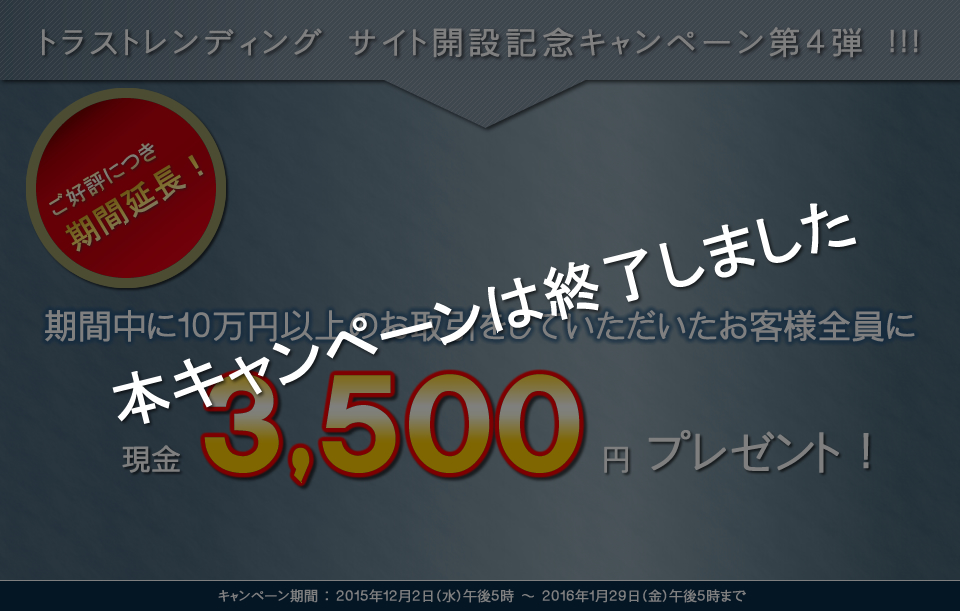 トラストレンディング サイト開設記念キャンペーン第4弾 !!!
ご好評につき
期間延長！
期間中に10万円以上のお取引をしていただいたお客様全員に
本キャンペーンは終了しました
現金 3,500 円 プレゼント！
キャンペーン期間 ： 2015年12月2日（水）午後5時 〜 2016年1月29日（金）午後5時まで